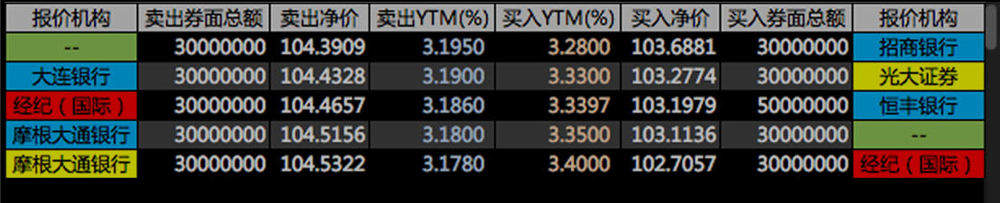 报价机构 卖出券面总额 卖出净价 卖出YTM(%) 买入YTM(%) 买入净价 买入券面总额 报价机构
-- 30000000 104.3909 3.1950 3.2800 103.6881 30000000 招商银行
大连银行 30000000 104.4328 3.1900 3.3300 103.2774 30000000 光大证券
经纪（国际） 30000000 104.4657 3.1860 3.3397 103.1979 50000000 恒丰银行
摩根大通银行 30000000 104.5156 3.1800 3.3500 103.1136 30000000 --
摩根大通银行 30000000 104.5322 3.1780 3.4000 102.7057 30000000 经纪（国际）